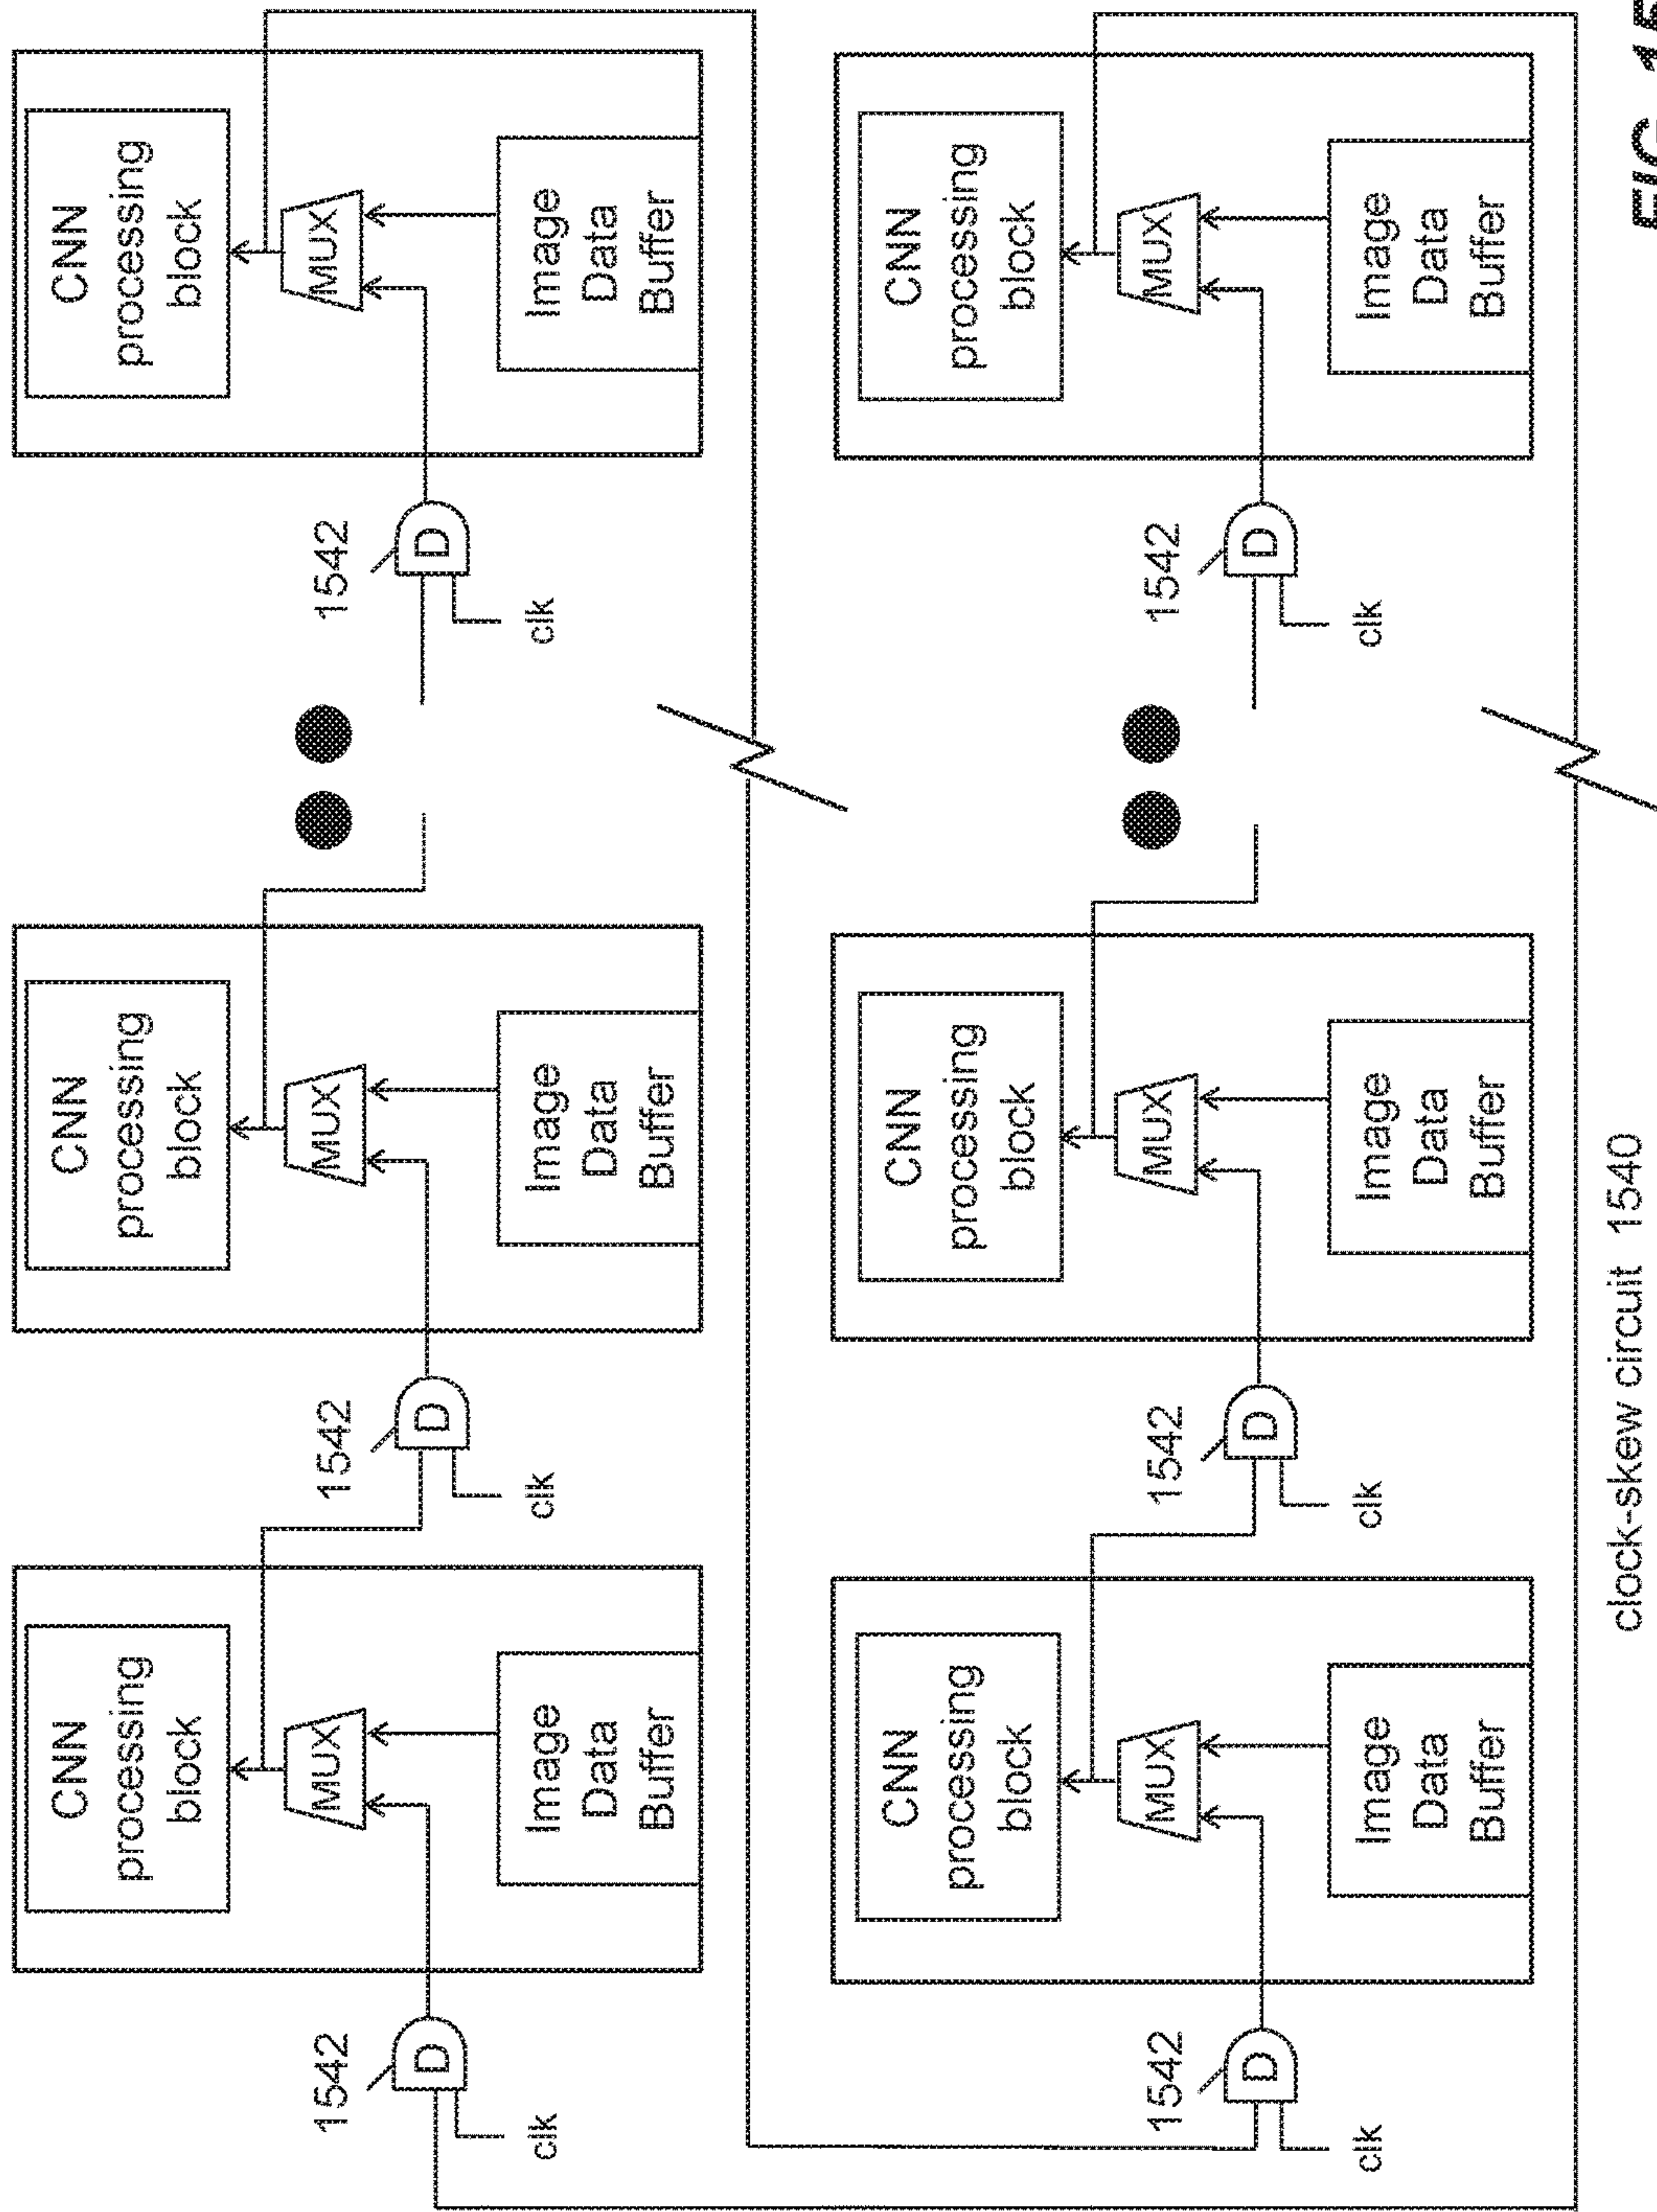 CNN
processing
block
CNN
processing
block
CNN
processing
block
1542
MUX
1542
MUX
1542
MUX
D
D
D
clk
Image
Data
Buffer
clk
Image
Data
Buffer
clk
Image
Data
Buffer
CNN
processing
block
CNN
processing
block
CNN
processing
block
1542
MUX
1542
MUX
1542
MUX
D
D
D
clk
Image
Data
Buffer
clk
Image
Data
Buffer
clk
Image
Data
Buffer
clock-skew circuit 1540